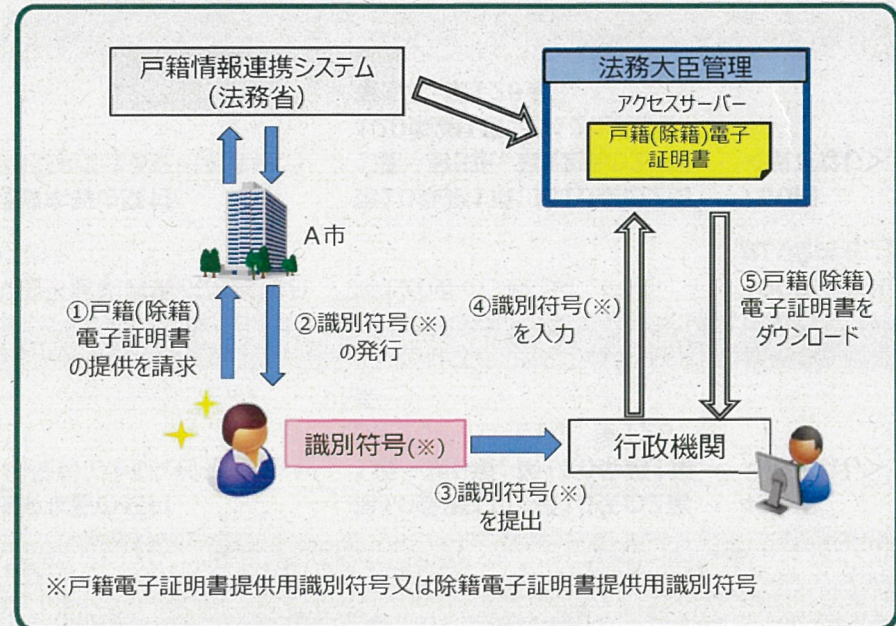 戸籍情報連携システム
(法務省)
法務大臣管理
アクセスサーバー
戸籍(除籍)電子
証明書
A市
①戸籍(除籍)
電子証明書
の提供を請求
②識別符号(※)
の発行
④識別符号(※)
を入力
⑤戸籍(除籍)
電子証明書を
ダウンロード
識別符号(※)
行政機関
③識別符号(※)
を提出
※戸籍電子証明書提供用識別符号又は除籍電子証明書提供用識別符号